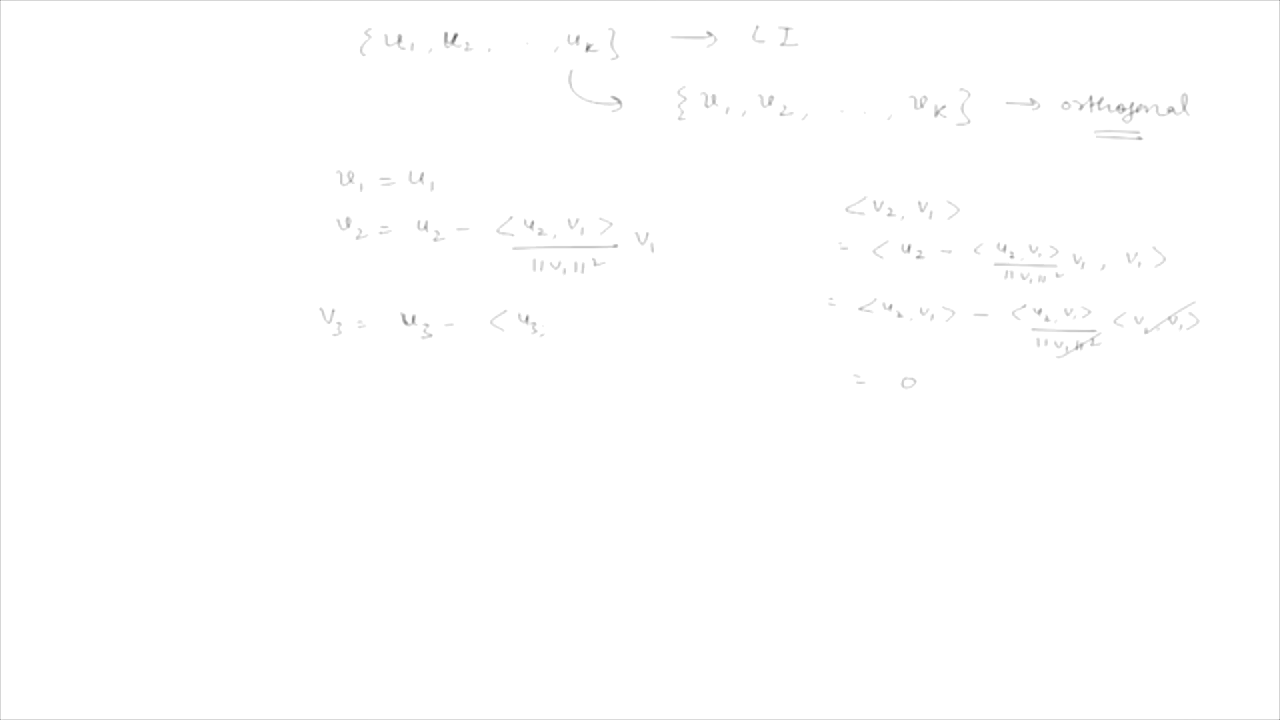 {u₁, u₂, . . . , u_k} → LI
{v₁, v₂, . . . , v_k} → orthogonal
v₁ = u₁
v₂ = u₂ - <u₂, v₁> / ||v₁||² v₁
v₃ = u₃ - <u₃,
<v₂, v₁>
= <u₂ - <u₂, v₁> / ||v₁||² v₁, v₁>
= <u₂, v₁> - <u₂, v₁> / ||v₁||² <v₁, v₁>
= 0